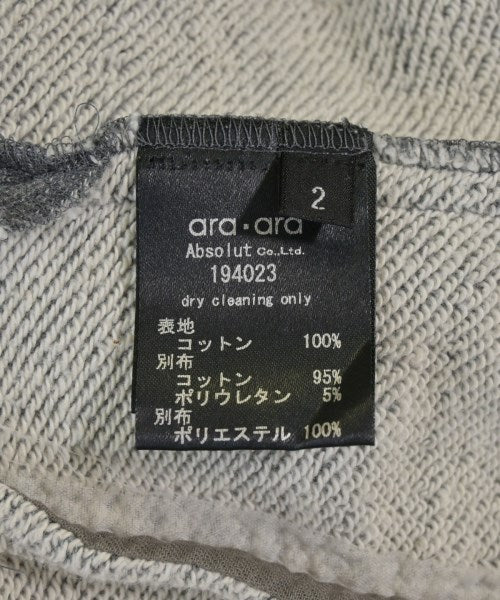 2
ara·ara
Absolut Co.,Ltd.
194023
dry cleaning only
表地
コットン 100%
別布
コットン 95%
ポリウレタン 5%
別布
ポリエステル 100%